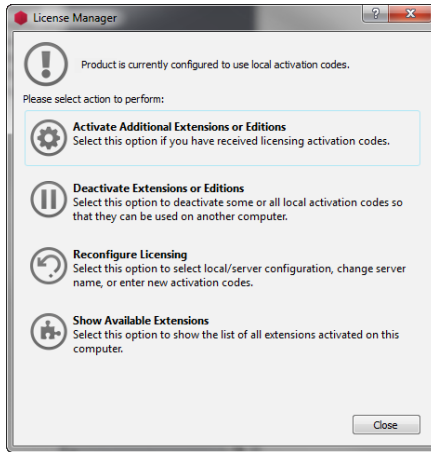 License Manager
Product is currently configured to use local activation codes.
Please select action to perform:
Activate Additional Extensions or Editions
Select this option if you have received licensing activation codes.
Deactivate Extensions or Editions
Select this option to deactivate some or all local activation codes so
that they can be used on another computer.
Reconfigure Licensing
Select this option to select local/server configuration, change server
name, or enter new activation codes.
Show Available Extensions
Select this option to show the list of all extensions activated on this
computer.
Close